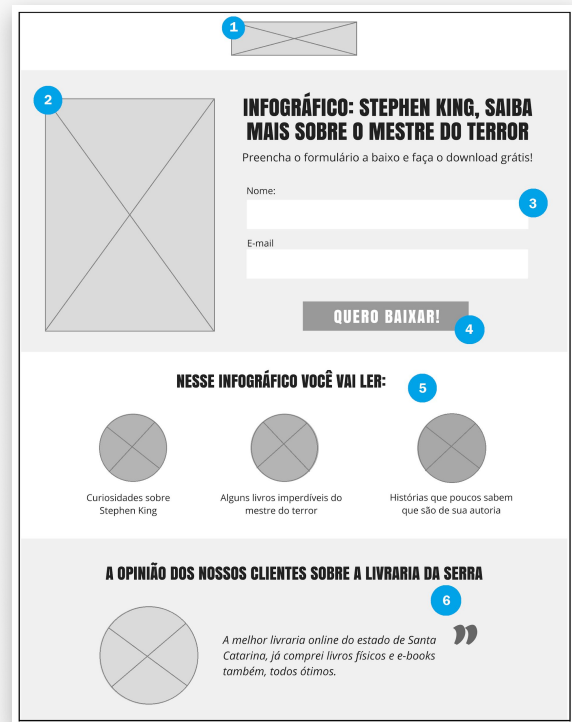 1
2
INFOGRÁFICO: STEPHEN KING, SAIBA
MAIS SOBRE O MESTRE DO TERROR
Preencha o formulário a baixo e faça o download grátis!
Nome:
3
E-mail
QUERO BAIXAR!
4
NESSE INFOGRÁFICO VOCÊ VAI LER:
5
Curiosidades sobre
Stephen King
Alguns livros imperdíveis do
mestre do terror
Histórias que poucos sabem
que são de sua autoria
A OPINIÃO DOS NOSSOS CLIENTES SOBRE A LIVRARIA DA SERRA
6
A melhor livraria online do estado de Santa
Catarina, já comprei livros físicos e e-books
também, todos ótimos.
”